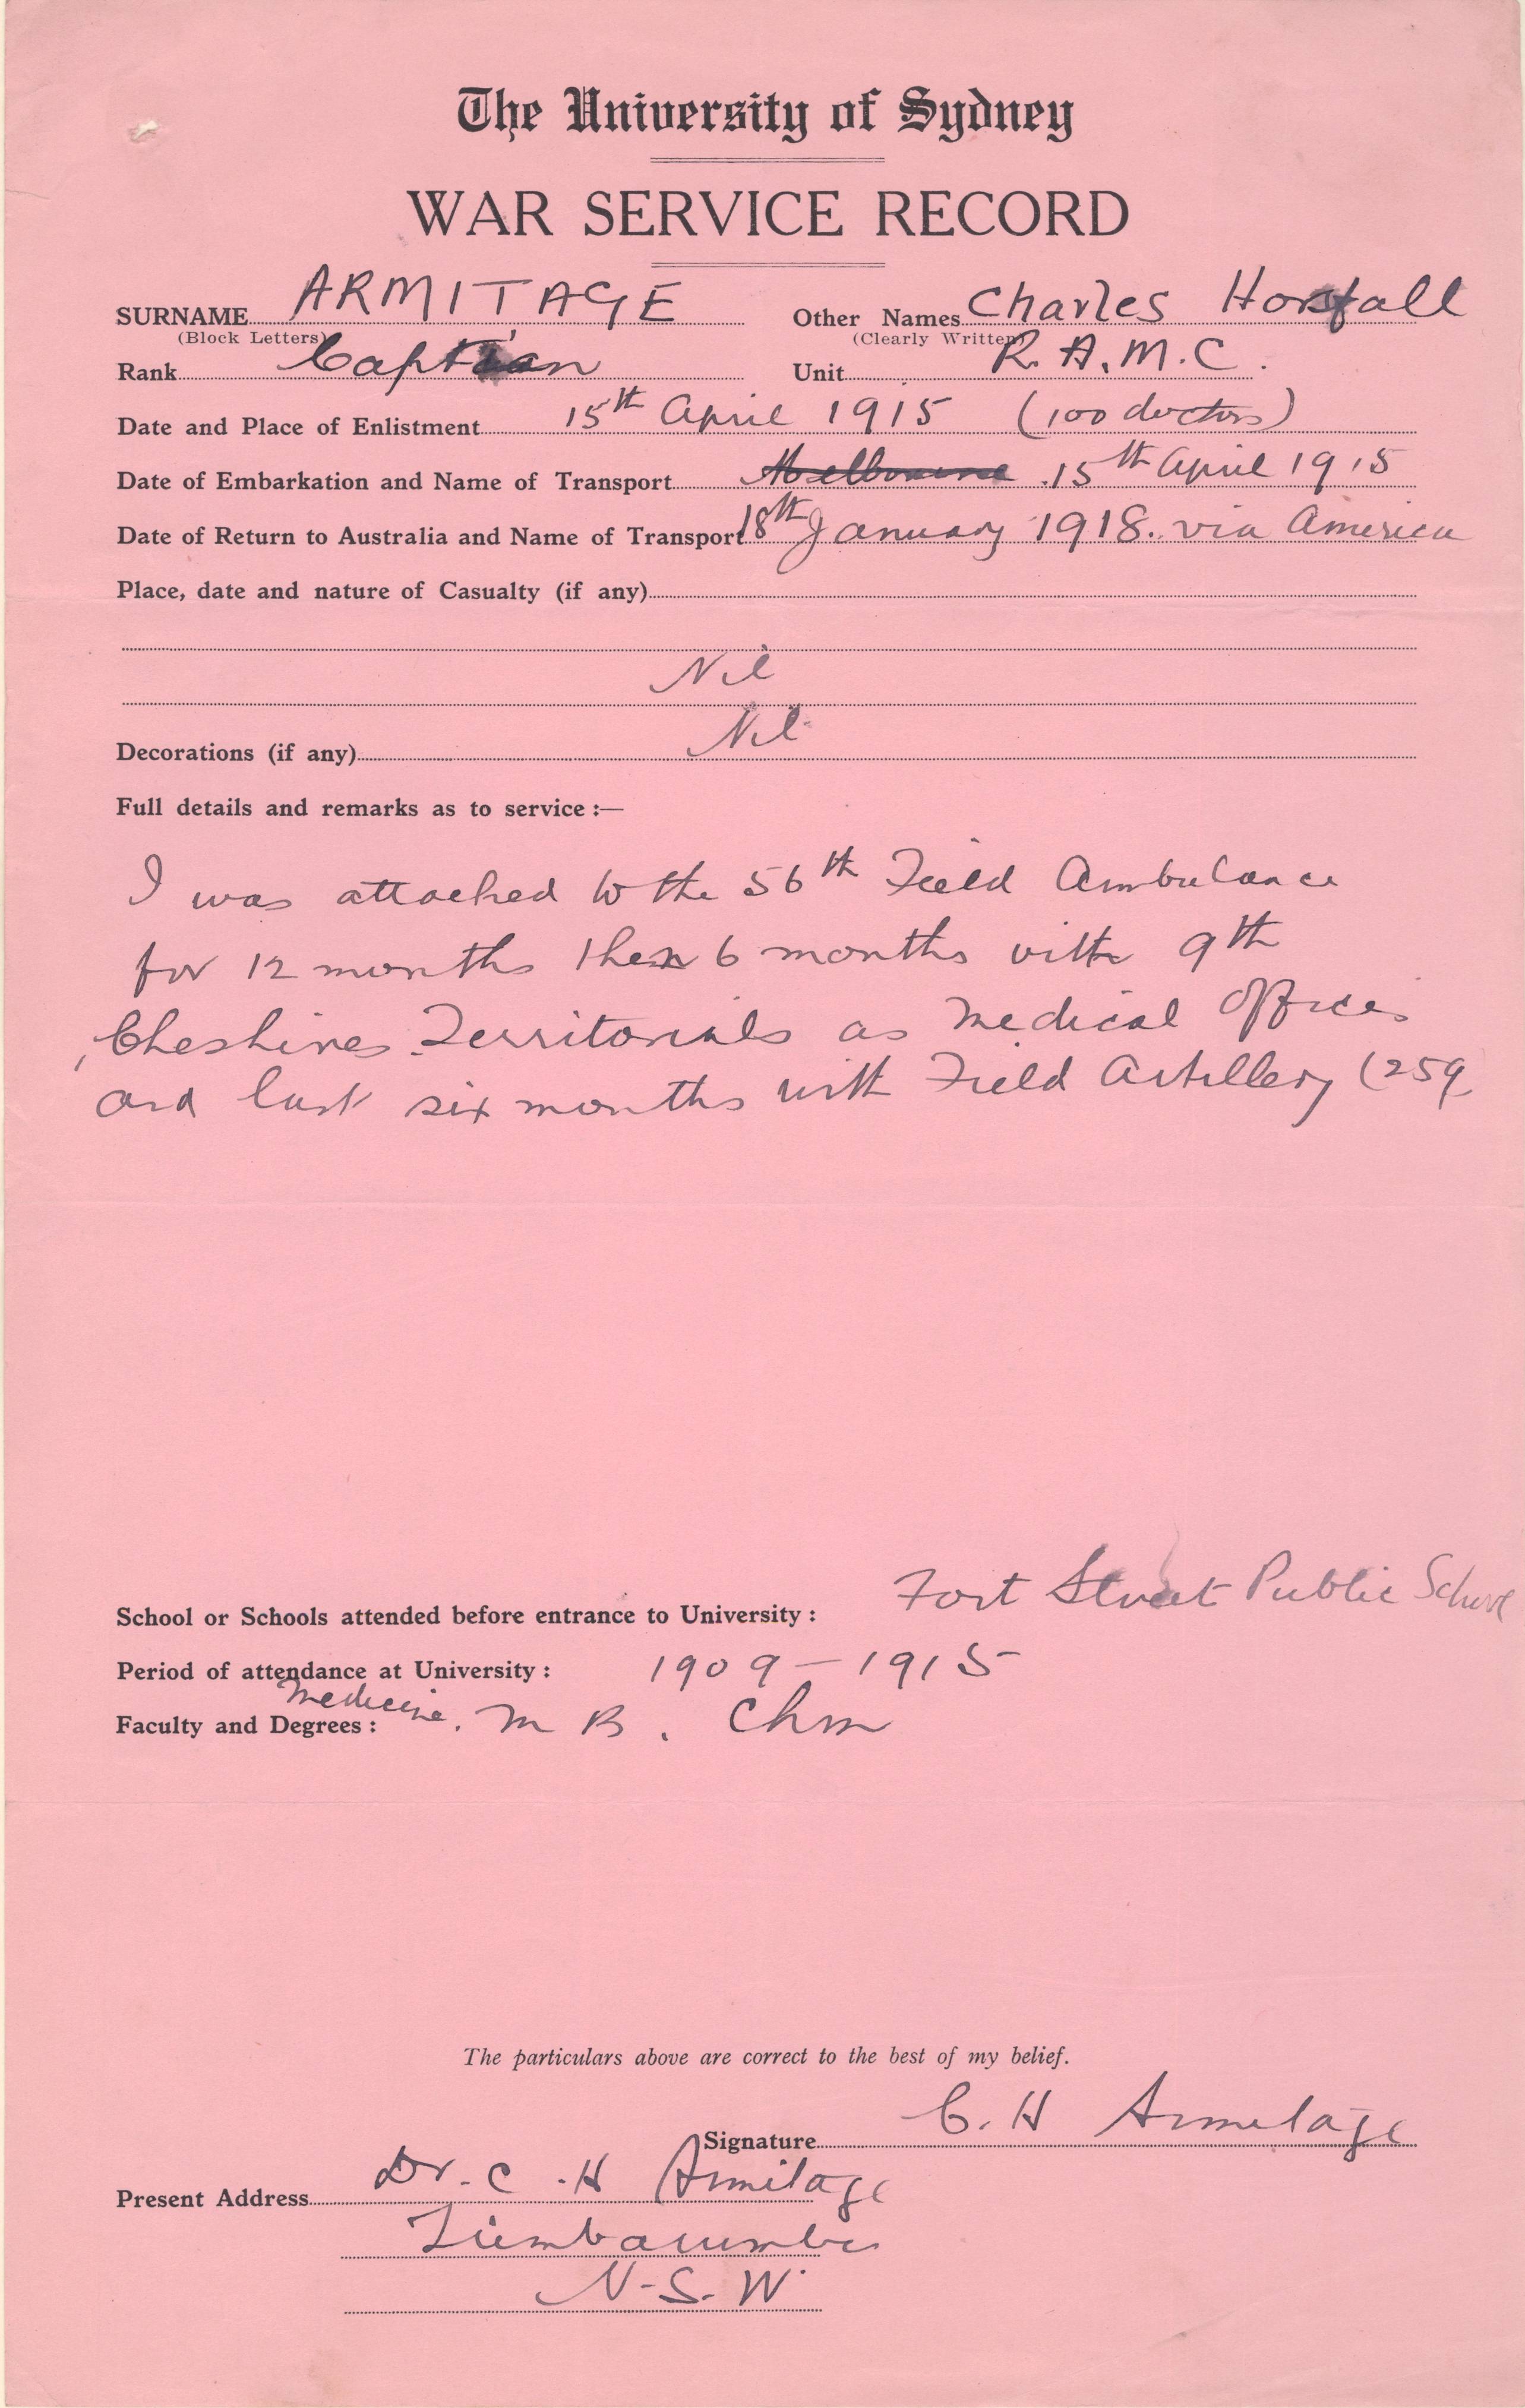 The University of Sydney
WAR SERVICE RECORD
SURNAME ARMITAGE Other Names Charles Horsfall
(Block Letters) (Clearly Written)
Rank Captian Unit R.A.M.C.
Date and Place of Enlistment 15th April 1915 (100 doctors)
Date of Embarkation and Name of Transport Melbourne 15th April 1915
Date of Return to Australia and Name of Transport 18th January 1918. via America
Place, date and nature of Casualty (if any)
Nil
Decorations (if any) Nil
Full details and remarks as to service :—
I was attached to the 56th Field Ambulance
for 12 months then 6 months with 9th
Cheshires Territorials as Medical Officer
and last six months with Field Artillery (259
School or Schools attended before entrance to University : Fort Street Public School
Period of attendance at University : 1909 – 1915
Faculty and Degrees : Medicine. M B. Chm
The particulars above are correct to the best of my belief.
Signature C. H Armitage
Present Address Dr. C. H Armitage
Tumbarumba
N.S.W.